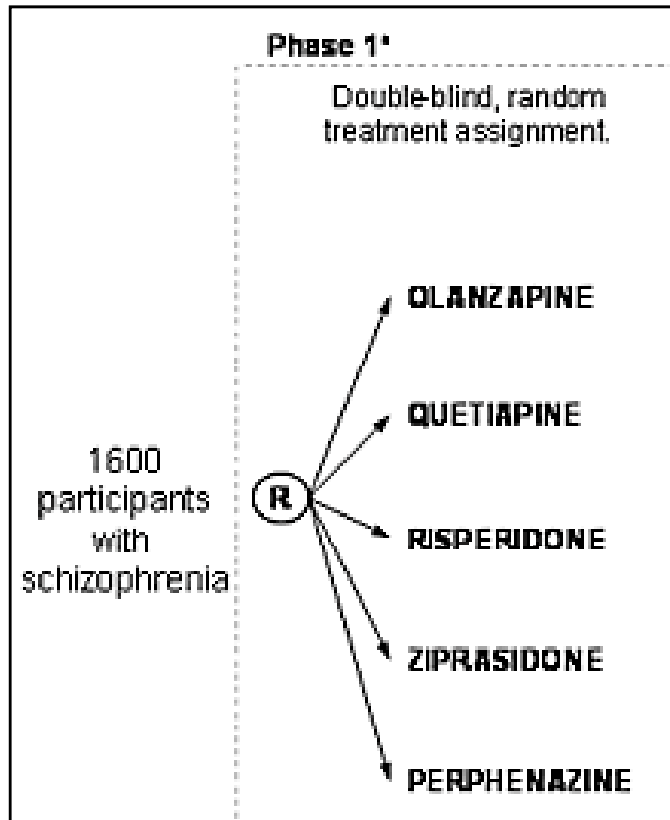 Phase 1*
Double-blind, random
treatment assignment.
OLANZAPINE
QUETIAPINE
1600
participants
with
schizophrenia
R
RISPERIDONE
ZIPRASIDONE
PERPHENAZINE